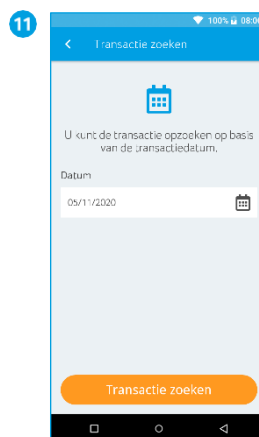 11
100% 08:00
Transactie zoeken
U kunt de transactie opzoeken op basis
van de transactiedatum.
Datum
05/11/2020
Transactie zoeken